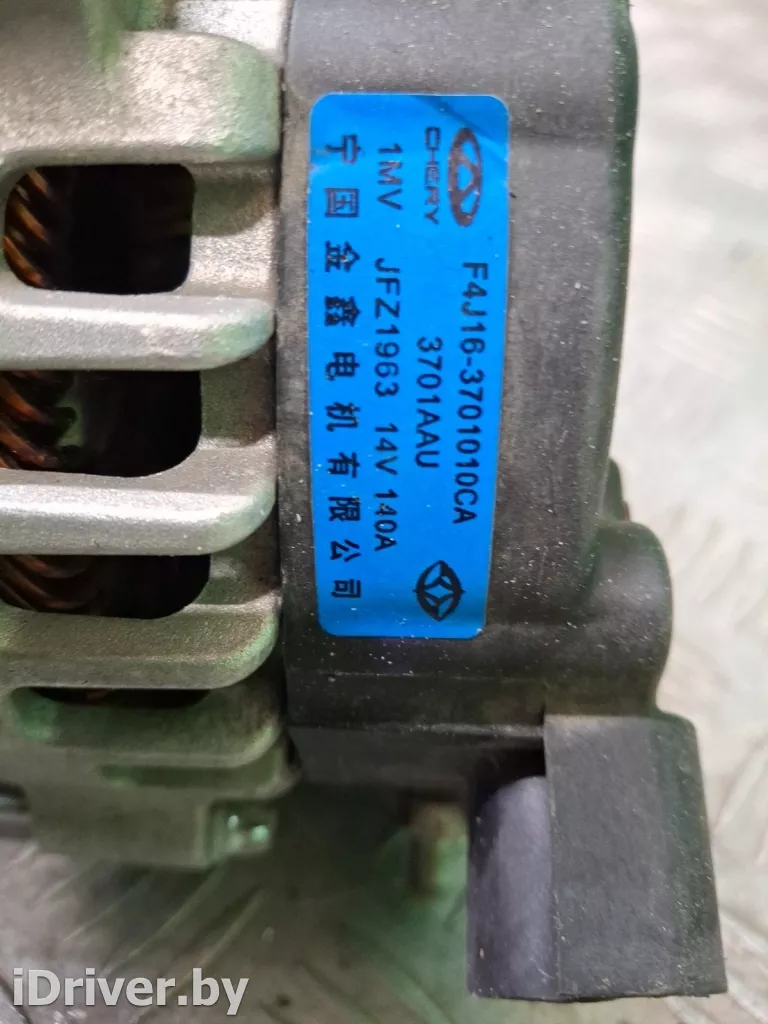 CHERY
F4J16-3701010CA
3701AAU
1MV JFZ1963 14V 140A
宁国金鑫电机有限公司
iDriver.by